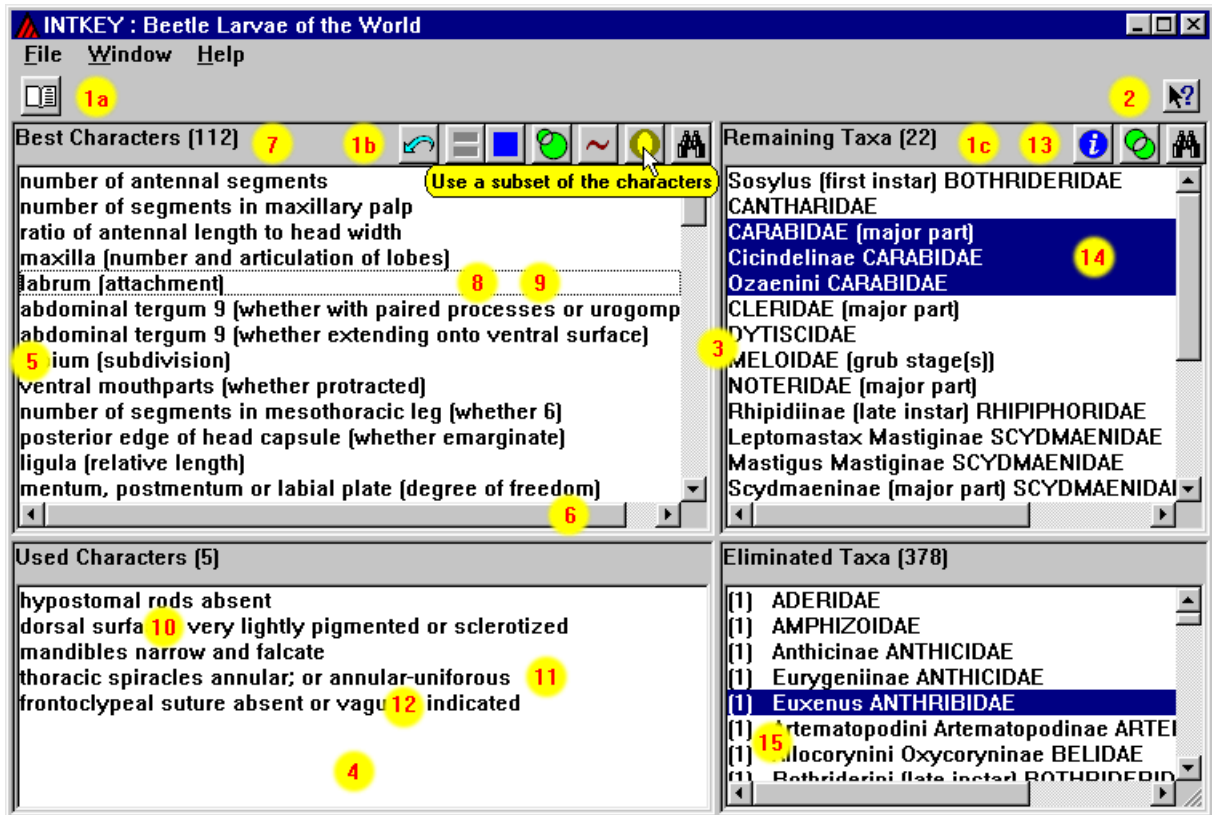 INTKEY : Beetle Larvae of the World
File Window Help
1a 2
Best Characters (112) 7 1b
Use a subset of the characters
number of antennal segments
number of segments in maxillary palp
ratio of antennal length to head width
maxilla (number and articulation of lobes)
labrum (attachment) 8 9
abdominal tergum 9 (whether with paired processes or urogomp
abdominal tergum 9 (whether extending onto ventral surface)
5 ium (subdivision)
ventral mouthparts (whether protracted)
number of segments in mesothoracic leg (whether 6)
posterior edge of head capsule (whether emarginate)
ligula (relative length)
mentum, postmentum or labial plate (degree of freedom)
6
Remaining Taxa (22) 1c 13
Sosylus (first instar) BOTHRIDERIDAE
CANTHARIDAE
CARABIDAE (major part)
Cicindelinae CARABIDAE 14
Ozaenini CARABIDAE
CLERIDAE (major part)
3 DYTISCIDAE
MELOIDAE (grub stage(s))
NOTERIDAE (major part)
Rhipidiinae (late instar) RHIPIPHORIDAE
Leptomastax Mastiginae SCYDMAENIDAE
Mastigus Mastiginae SCYDMAENIDAE
Scydmaeninae (major part) SCYDMAENIDAI
Used Characters (5)
hypostomal rods absent
dorsal surfa 10 very lightly pigmented or sclerotized
mandibles narrow and falcate
thoracic spiracles annular; or annular-uniforous 11
frontoclypeal suture absent or vagu 12 indicated
4
Eliminated Taxa (378)
(1) ADERIDAE
(1) AMPHIZOIDAE
(1) Anthicinae ANTHICIDAE
(1) Eurygeniinae ANTHICIDAE
(1) Euxenus ANTHRIBIDAE
(1) Artematopodini Artematopodinae ARTEI
(1) 15 Allocorynini Oxycoryninae BELIDAE
(1) Bothriderini (late instar) BOTHRIDERID